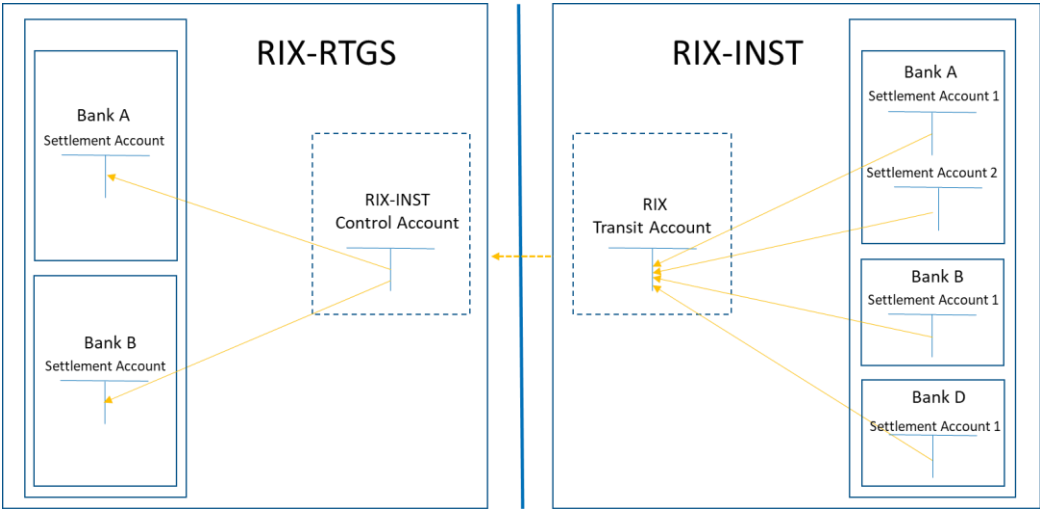 RIX-RTGS
Bank A
Settlement Account
RIX-INST
Control Account
Bank B
Settlement Account
RIX-INST
RIX
Transit Account
Bank A
Settlement Account 1
Settlement Account 2
Bank B
Settlement Account 1
Bank D
Settlement Account 1